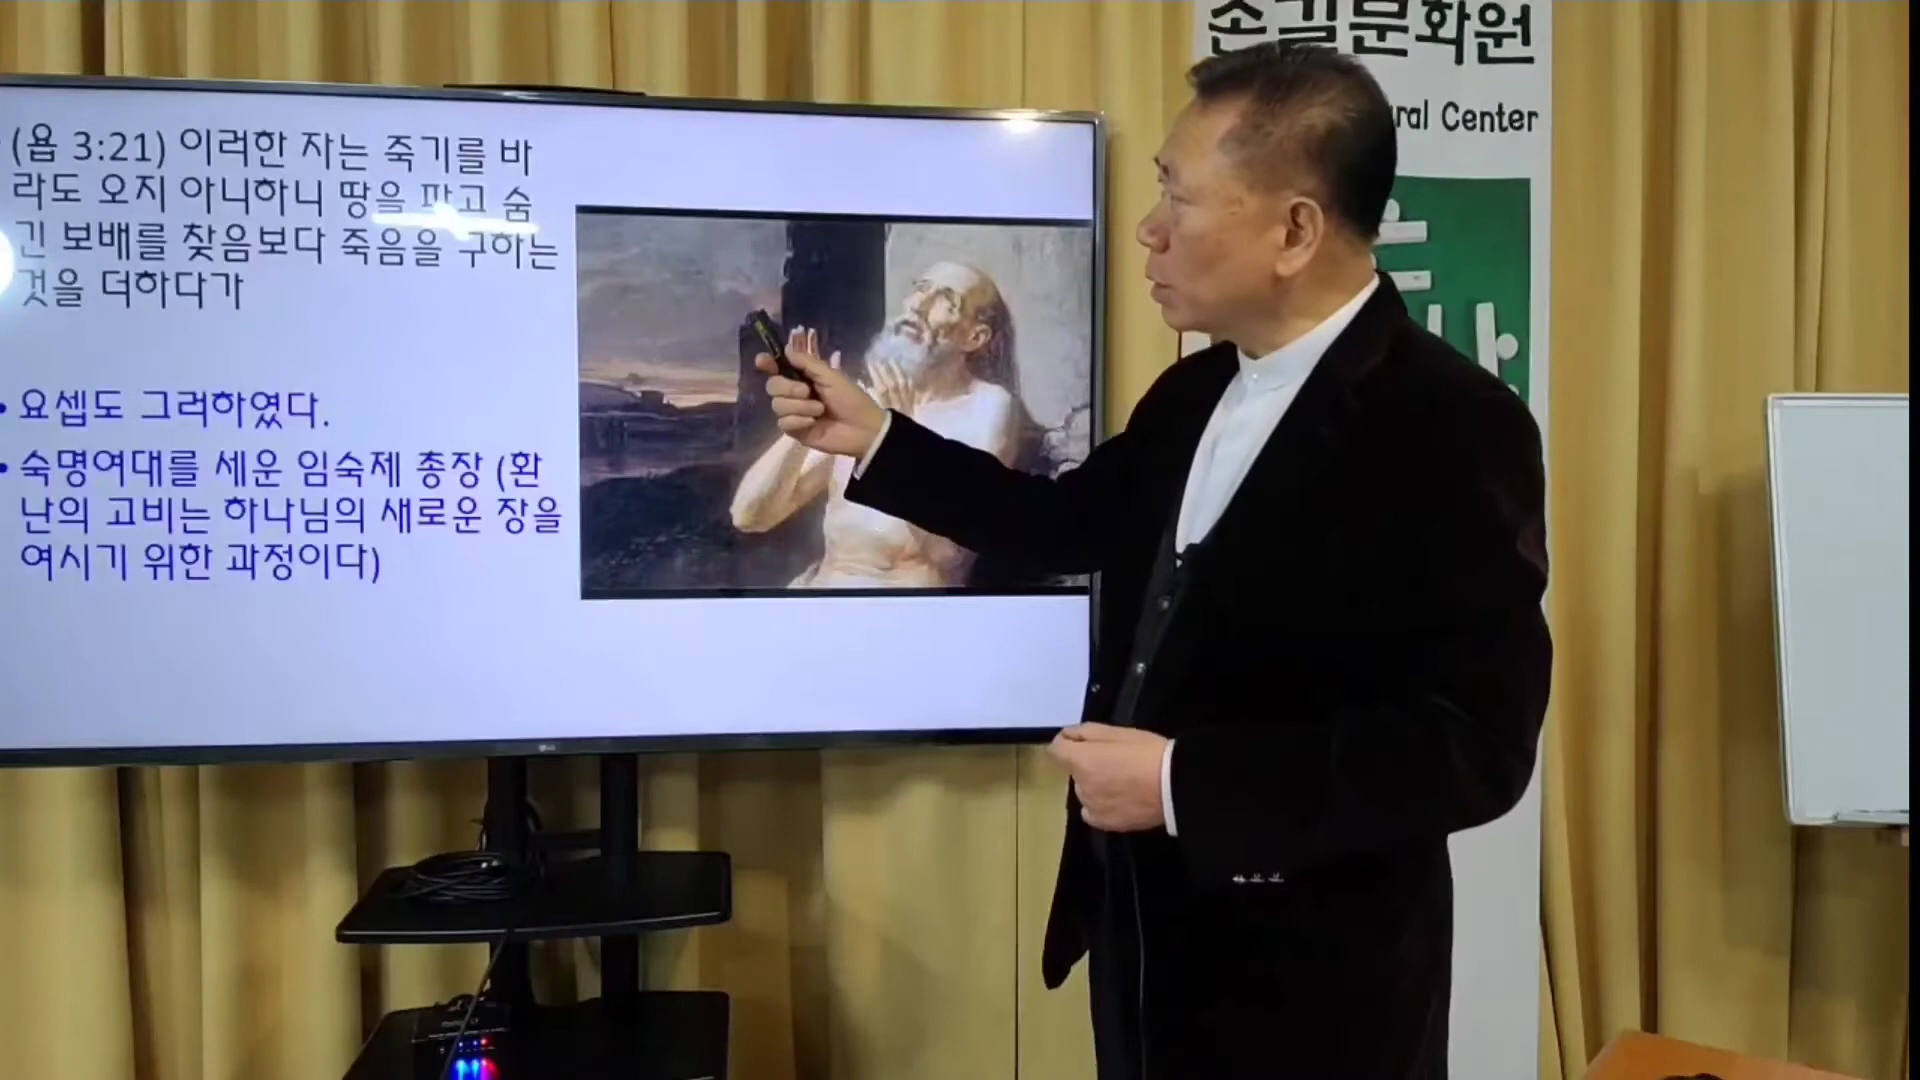 손길문화원
ral Center
(욥 3:21) 이러한 자는 죽기를 바
라도 오지 아니하니 땅을 파고 숨
긴 보배를 찾음보다 죽음을 구하는
것을 더하다가
• 요셉도 그러하였다.
• 숙명여대를 세운 임숙제 총장 (환
난의 고비는 하나님의 새로운 장을
여시기 위한 과정이다)
LG